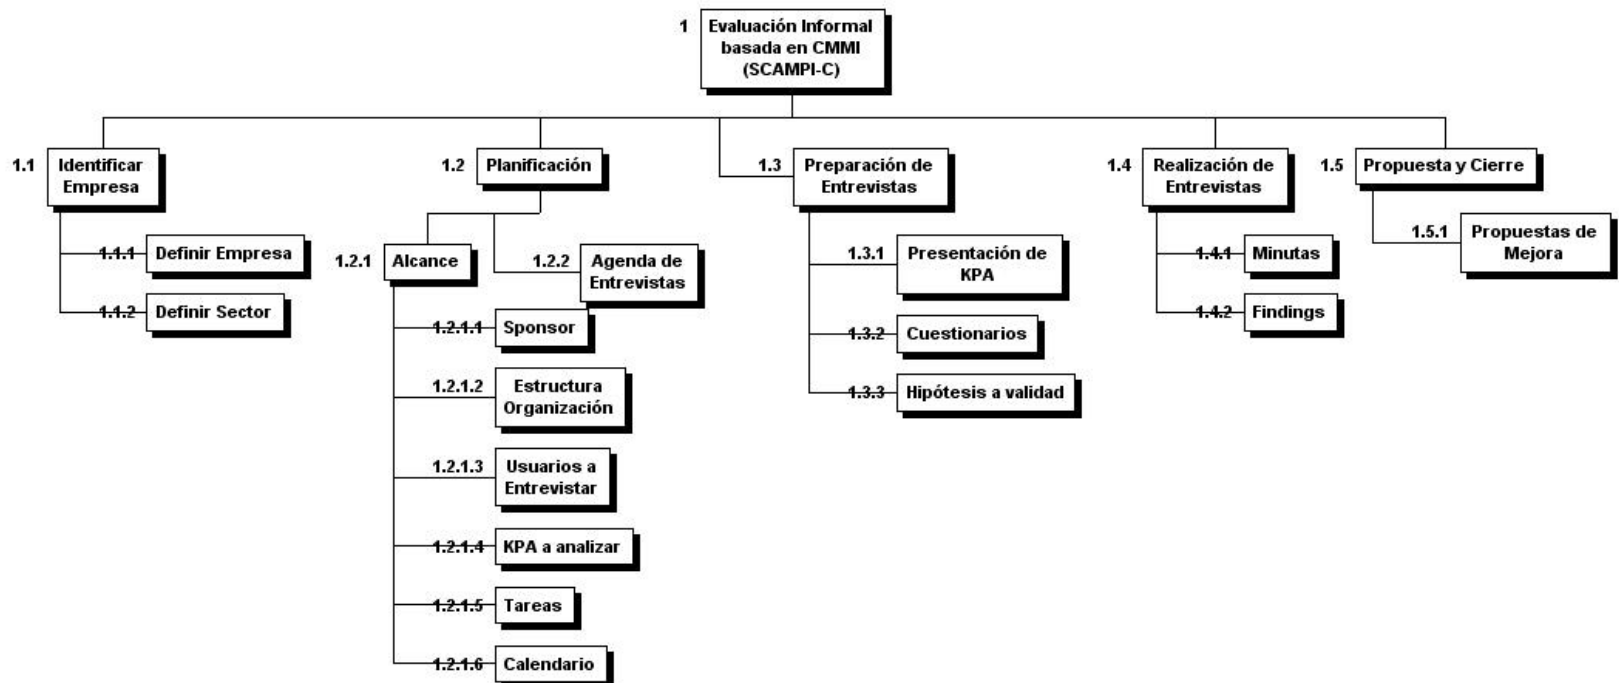 1 Evaluación Informal
basada en CMMI
(SCAMPI-C)
1.1 Identificar
Empresa
1.1.1 Definir Empresa
1.1.2 Definir Sector
1.2 Planificación
1.2.1 Alcance
1.2.1.1 Sponsor
1.2.1.2 Estructura
Organización
1.2.1.3 Usuarios a
Entrevistar
1.2.1.4 KPA a analizar
1.2.1.5 Tareas
1.2.1.6 Calendario
1.2.2 Agenda de
Entrevistas
1.3 Preparación de
Entrevistas
1.3.1 Presentación de
KPA
1.3.2 Cuestionarios
1.3.3 Hipótesis a validad
1.4 Realización de
Entrevistas
1.4.1 Minutas
1.4.2 Findings
1.5 Propuesta y Cierre
1.5.1 Propuestas de
Mejora